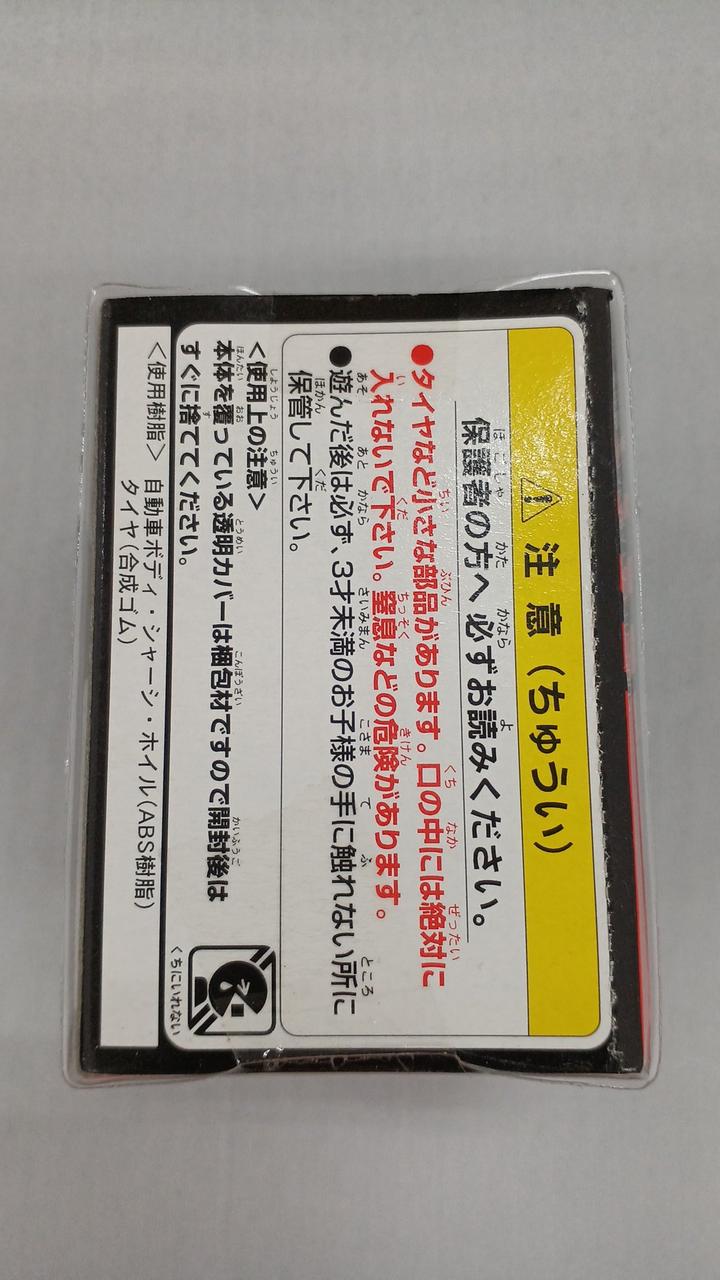 注意(ちゅうい)
保護者の方へ必ずお読みください。
●タイヤなど小さな部品があります。口の中には絶対に
入れないで下さい。窒息などの危険があります。
●遊んだ後は必ず、3才未満のお子様の手に触れない所に
保管して下さい。
<使用上の注意>
本体を覆っている透明カバーは梱包材ですので開封後は
すぐに捨ててください。
くちにいれない
<使用樹脂> 自動車ボディ・シャーシ・ホイル(ABS樹脂)
タイヤ(合成ゴム)